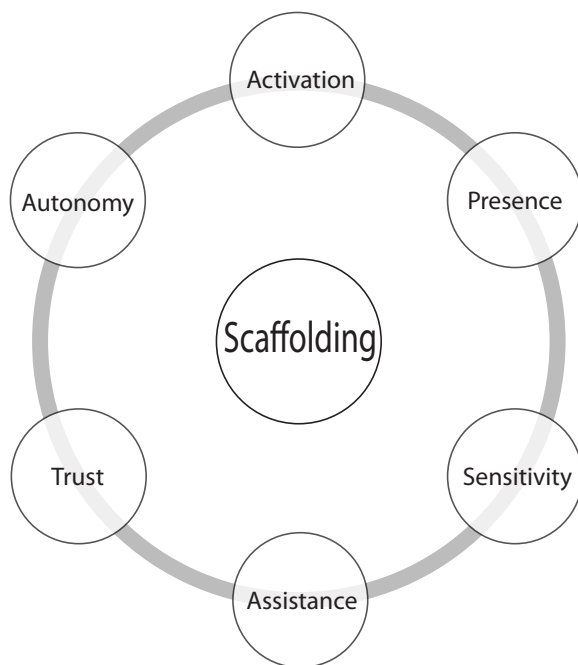 Activation
Autonomy
Presence
Scaffolding
Trust
Sensitivity
Assistance